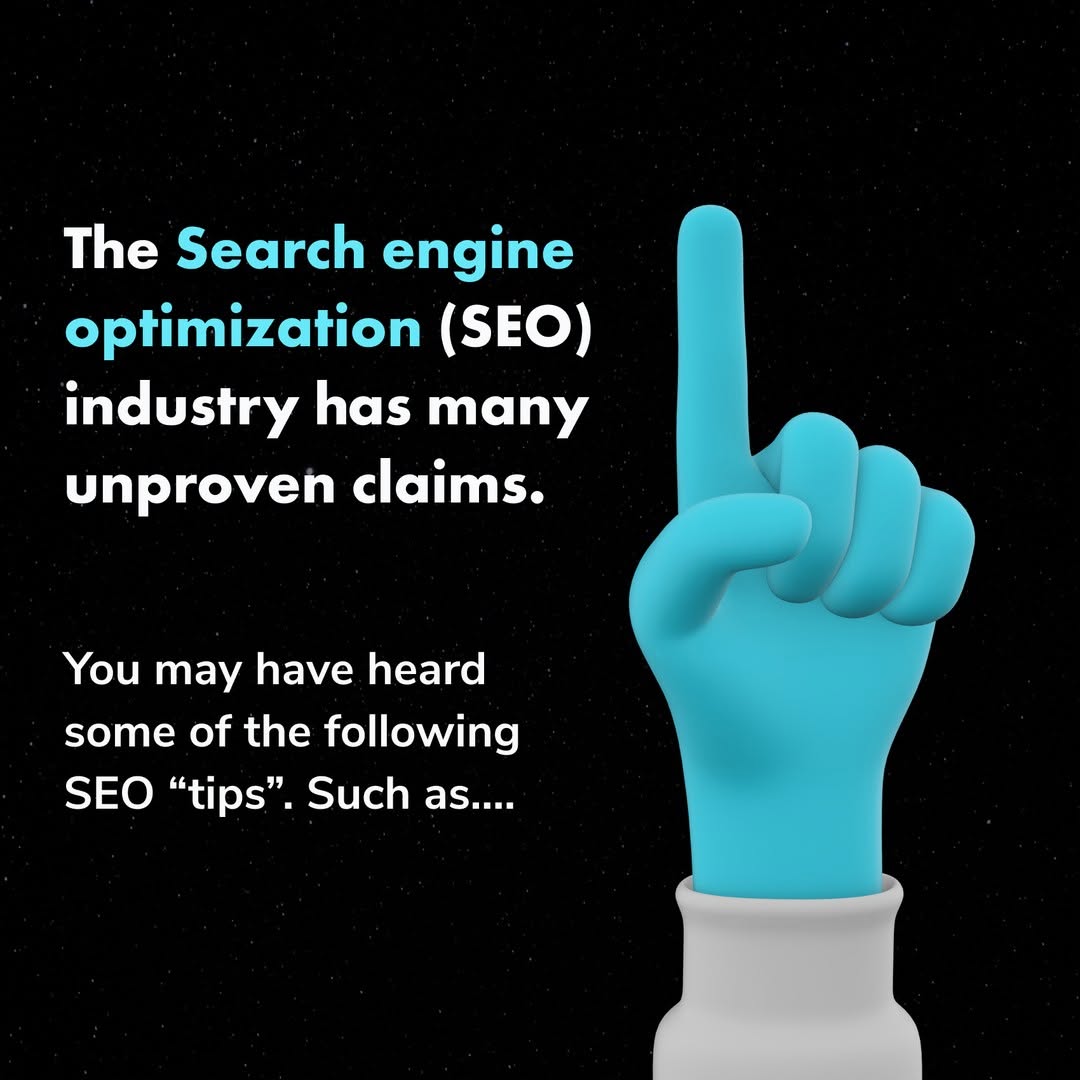 The Search engine
optimization (SEO)
industry has many
unproven claims.
You may have heard
some of the following
SEO “tips”. Such as....